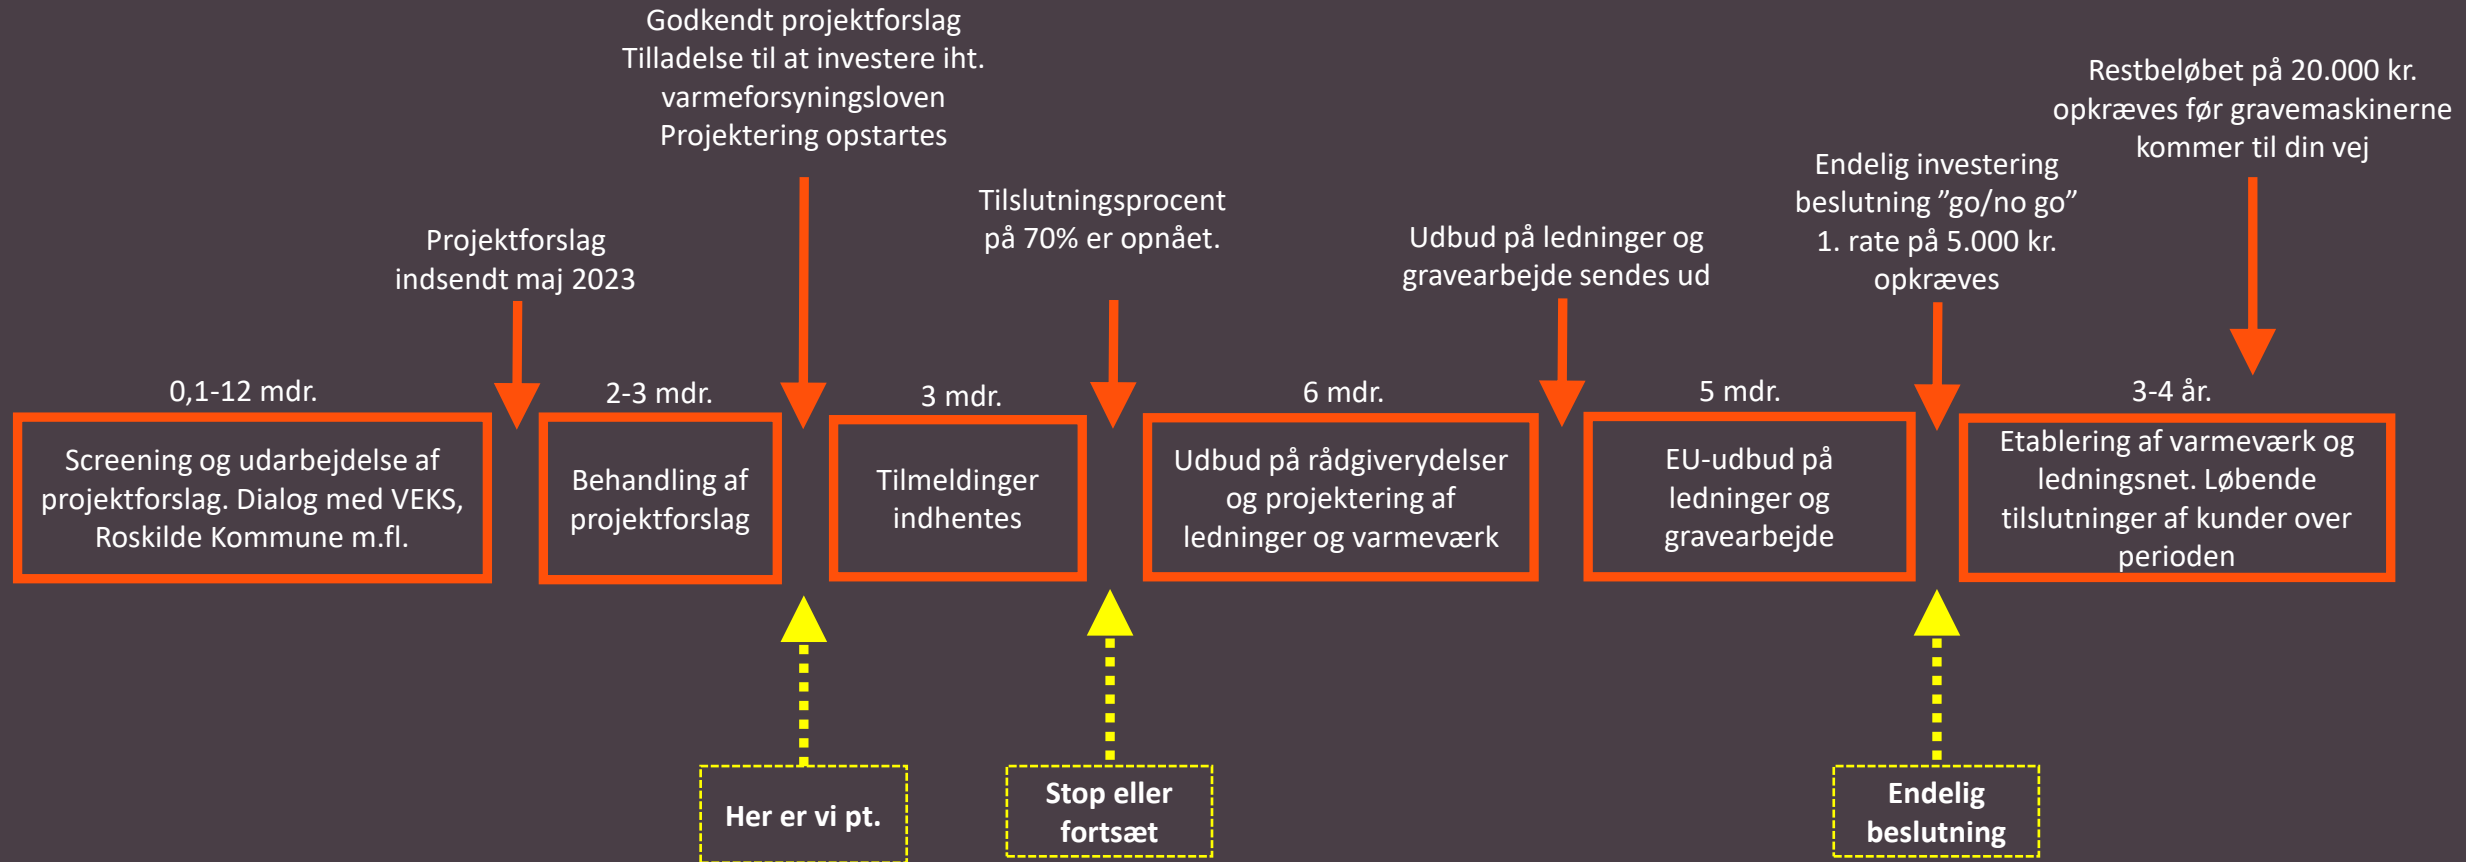 Godkendt projektforslag
Tilladelse til at investere iht.
varmeforsyningsloven
Projektering opstartes
Restbeløbet på 20.000 kr.
opkræves før gravemaskinerne
kommer til din vej
Endelig investering
beslutning ”go/no go”
1. rate på 5.000 kr.
opkræves
Tilslutningsprocent
på 70% er opnået.
Projektforslag
indsendt maj 2023
Udbud på ledninger og
gravearbejde sendes ud
0,1-12 mdr.
Screening og udarbejdelse af
projektforslag. Dialog med VEKS,
Roskilde Kommune m.fl.
2-3 mdr.
Behandling af
projektforslag
3 mdr.
Tilmeldinger
indhentes
6 mdr.
Udbud på rådgiverydelser
og projektering af
ledninger og varmeværk
5 mdr.
EU-udbud på
ledninger og
gravearbejde
3-4 år.
Etablering af varmeværk og
ledningsnet. Løbende
tilslutninger af kunder over
perioden
Her er vi pt.
Stop eller
fortsæt
Endelig
beslutning